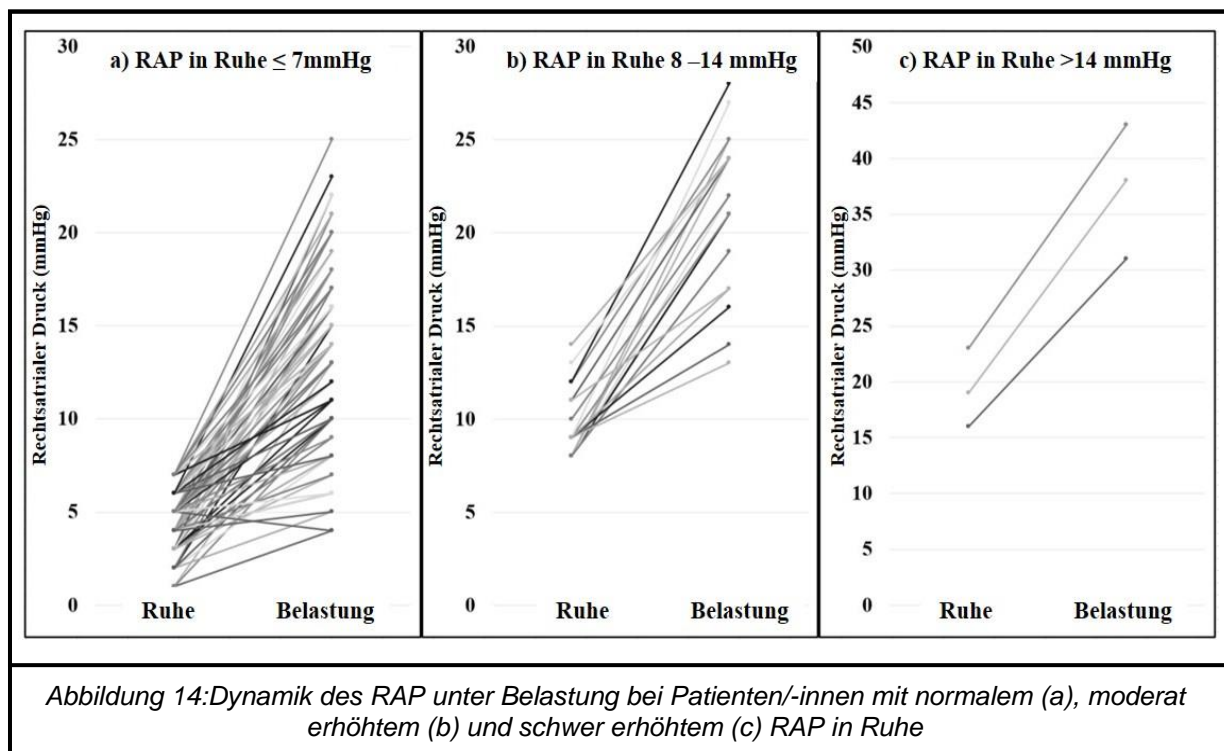 a) RAP in Ruhe ≤ 7mmHg
Rechtsatrialer Druck (mmHg)
30
25
20
15
10
5
0
Ruhe
Belastung
b) RAP in Ruhe 8 –14 mmHg
Rechtsatrialer Druck (mmHg)
30
25
20
15
10
5
0
Ruhe
Belastung
c) RAP in Ruhe >14 mmHg
Rechtsatrialer Druck (mmHg)
50
45
40
35
30
25
20
15
10
5
0
Ruhe
Belastung
Abbildung 14:Dynamik des RAP unter Belastung bei Patienten/-innen mit normalem (a), moderat
erhöhtem (b) und schwer erhöhtem (c) RAP in Ruhe